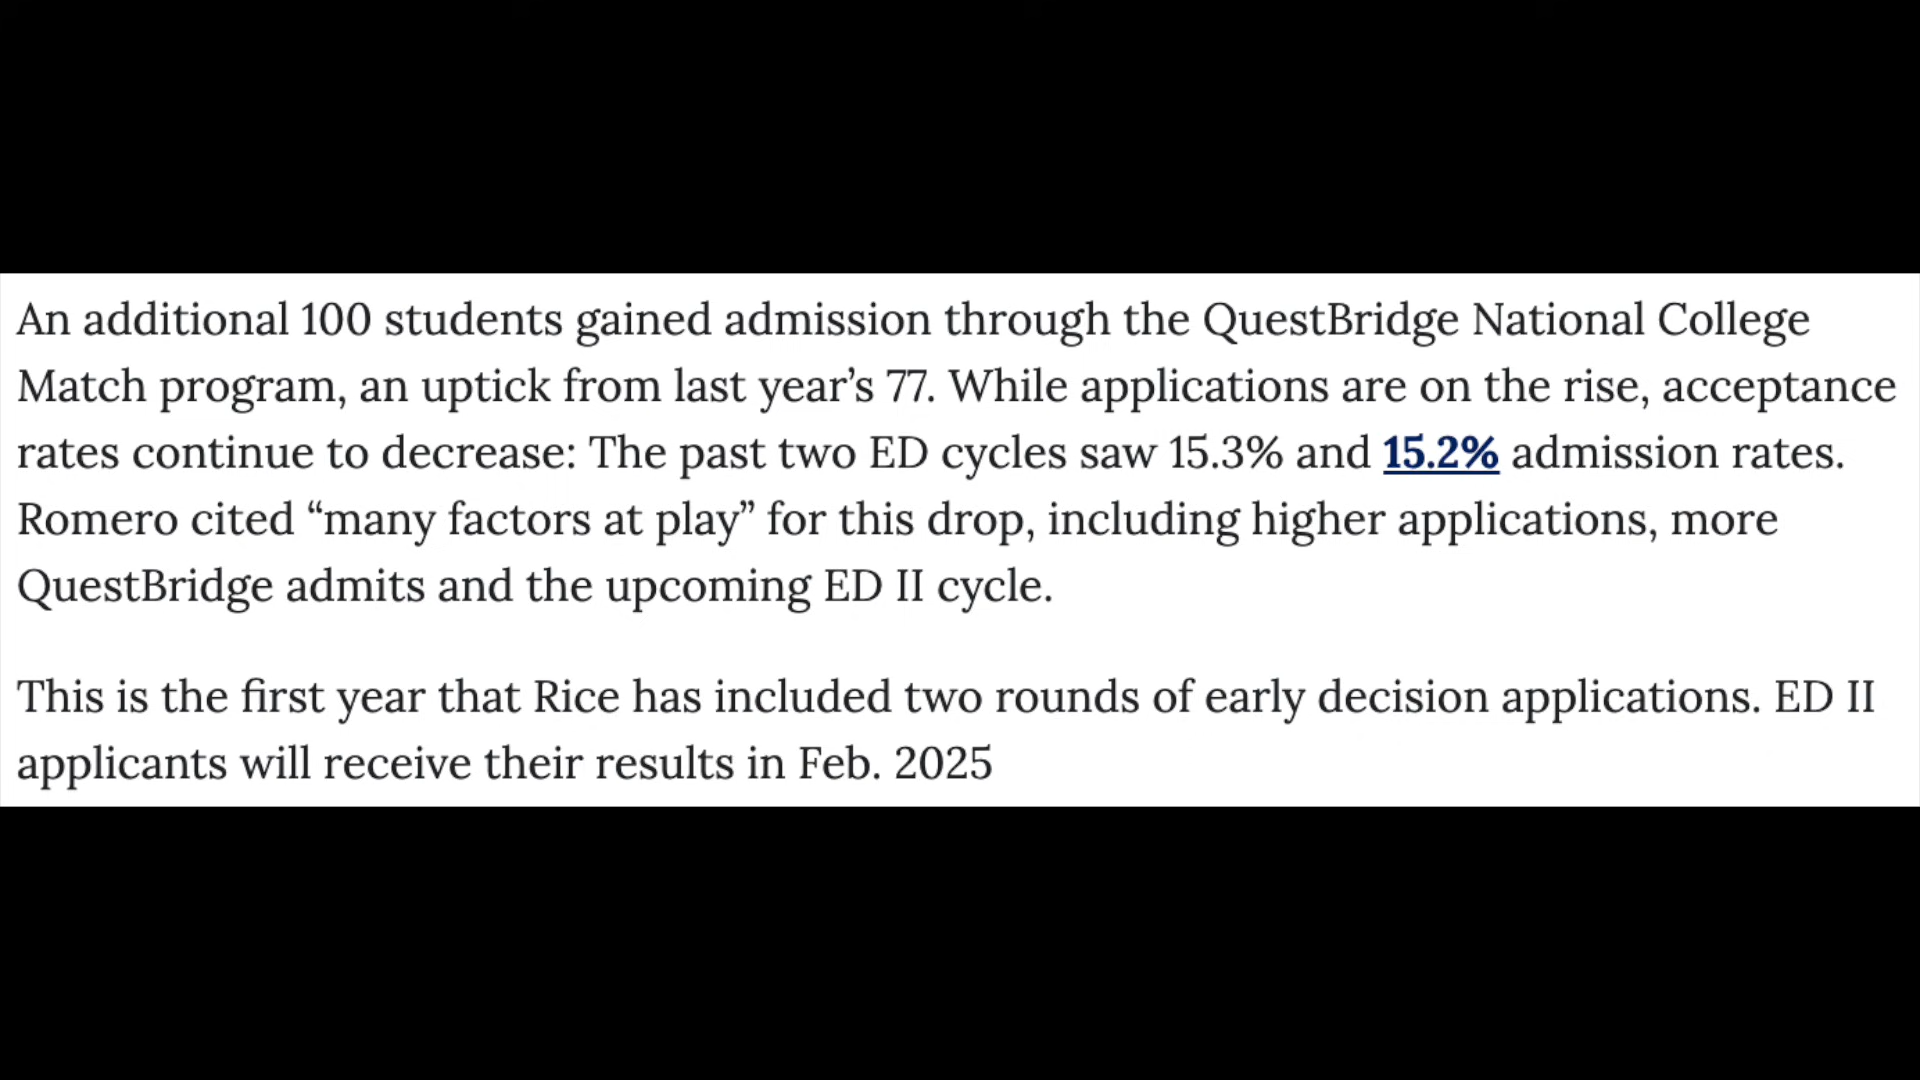 An additional 100 students gained admission through the QuestBridge National College
Match program, an uptick from last year’s 77. While applications are on the rise, acceptance
rates continue to decrease: The past two ED cycles saw 15.3% and 15.2% admission rates.
Romero cited “many factors at play” for this drop, including higher applications, more
QuestBridge admits and the upcoming ED II cycle.
This is the first year that Rice has included two rounds of early decision applications. ED II
applicants will receive their results in Feb. 2025